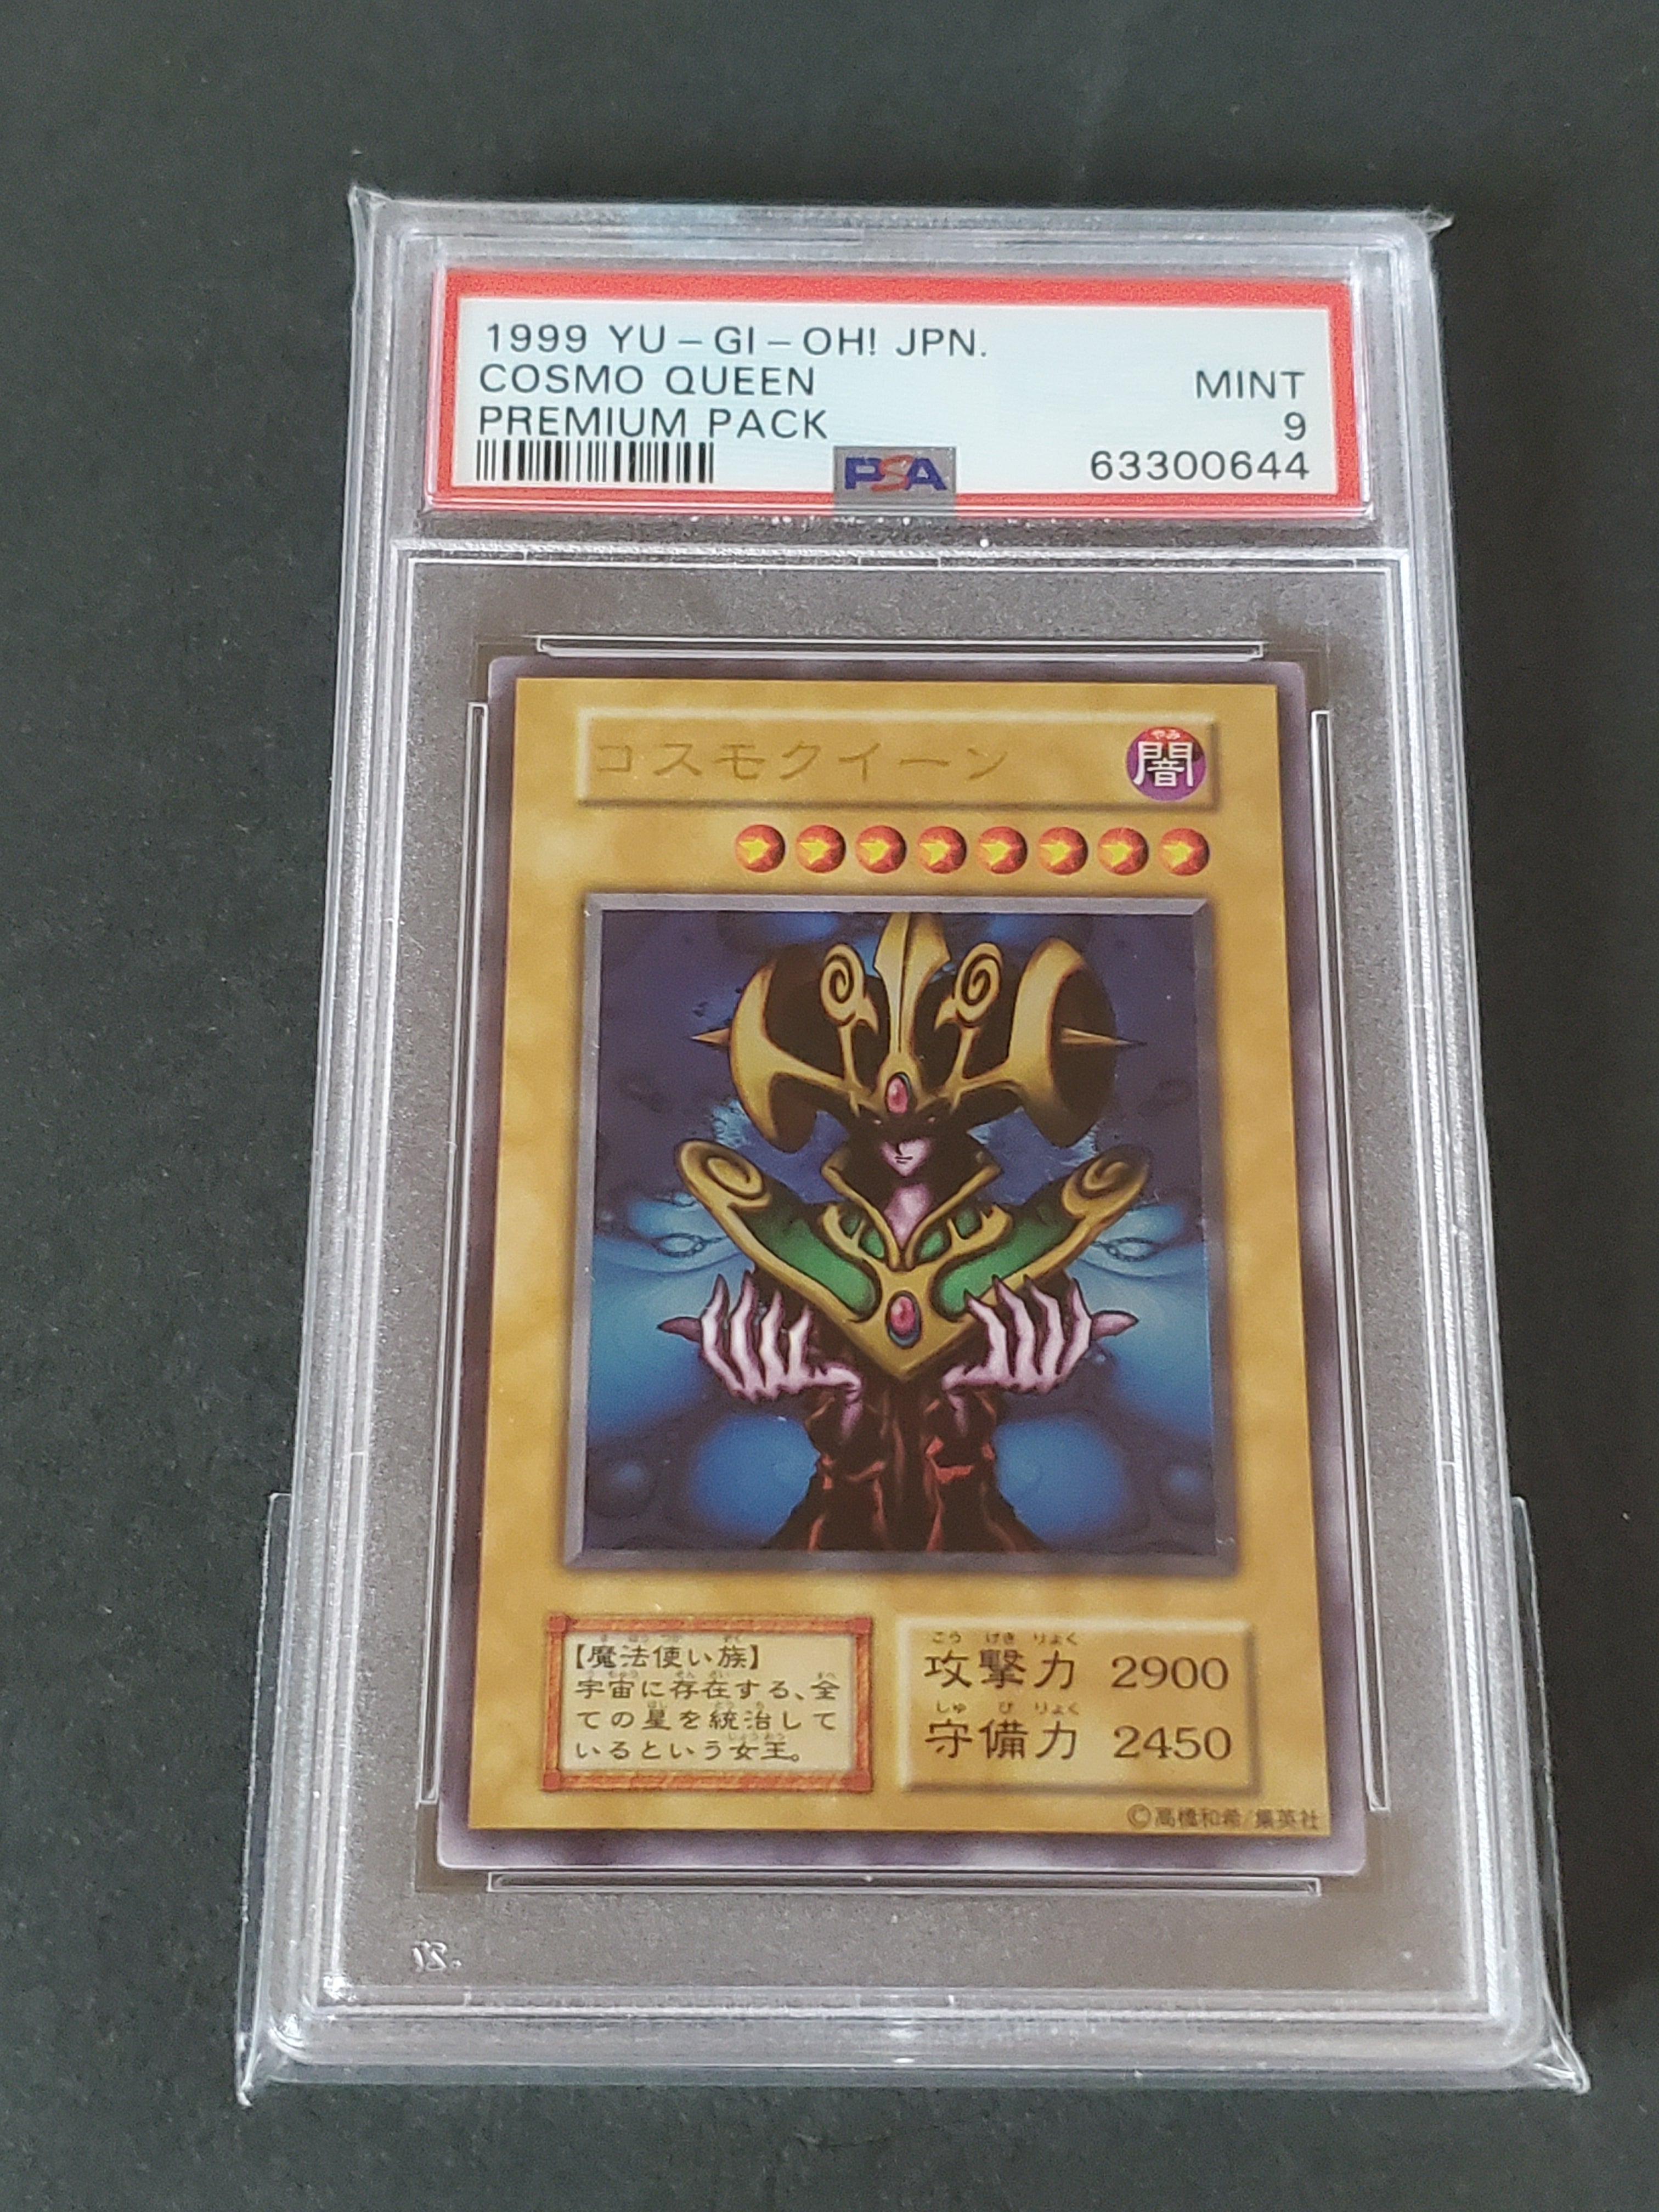 1999 YU-GI-OH! JPN.
COSMO QUEEN MINT
PREMIUM PACK 9
PSA 63300644
コスモクイーン
やみ
闇
【魔法使い族】
宇宙に存在する、全
ての星を統治して
いるという女王。
こう げき りょく
攻撃力 2900
しゅ び りょく
守備力 2450
©高橋和希/集英社